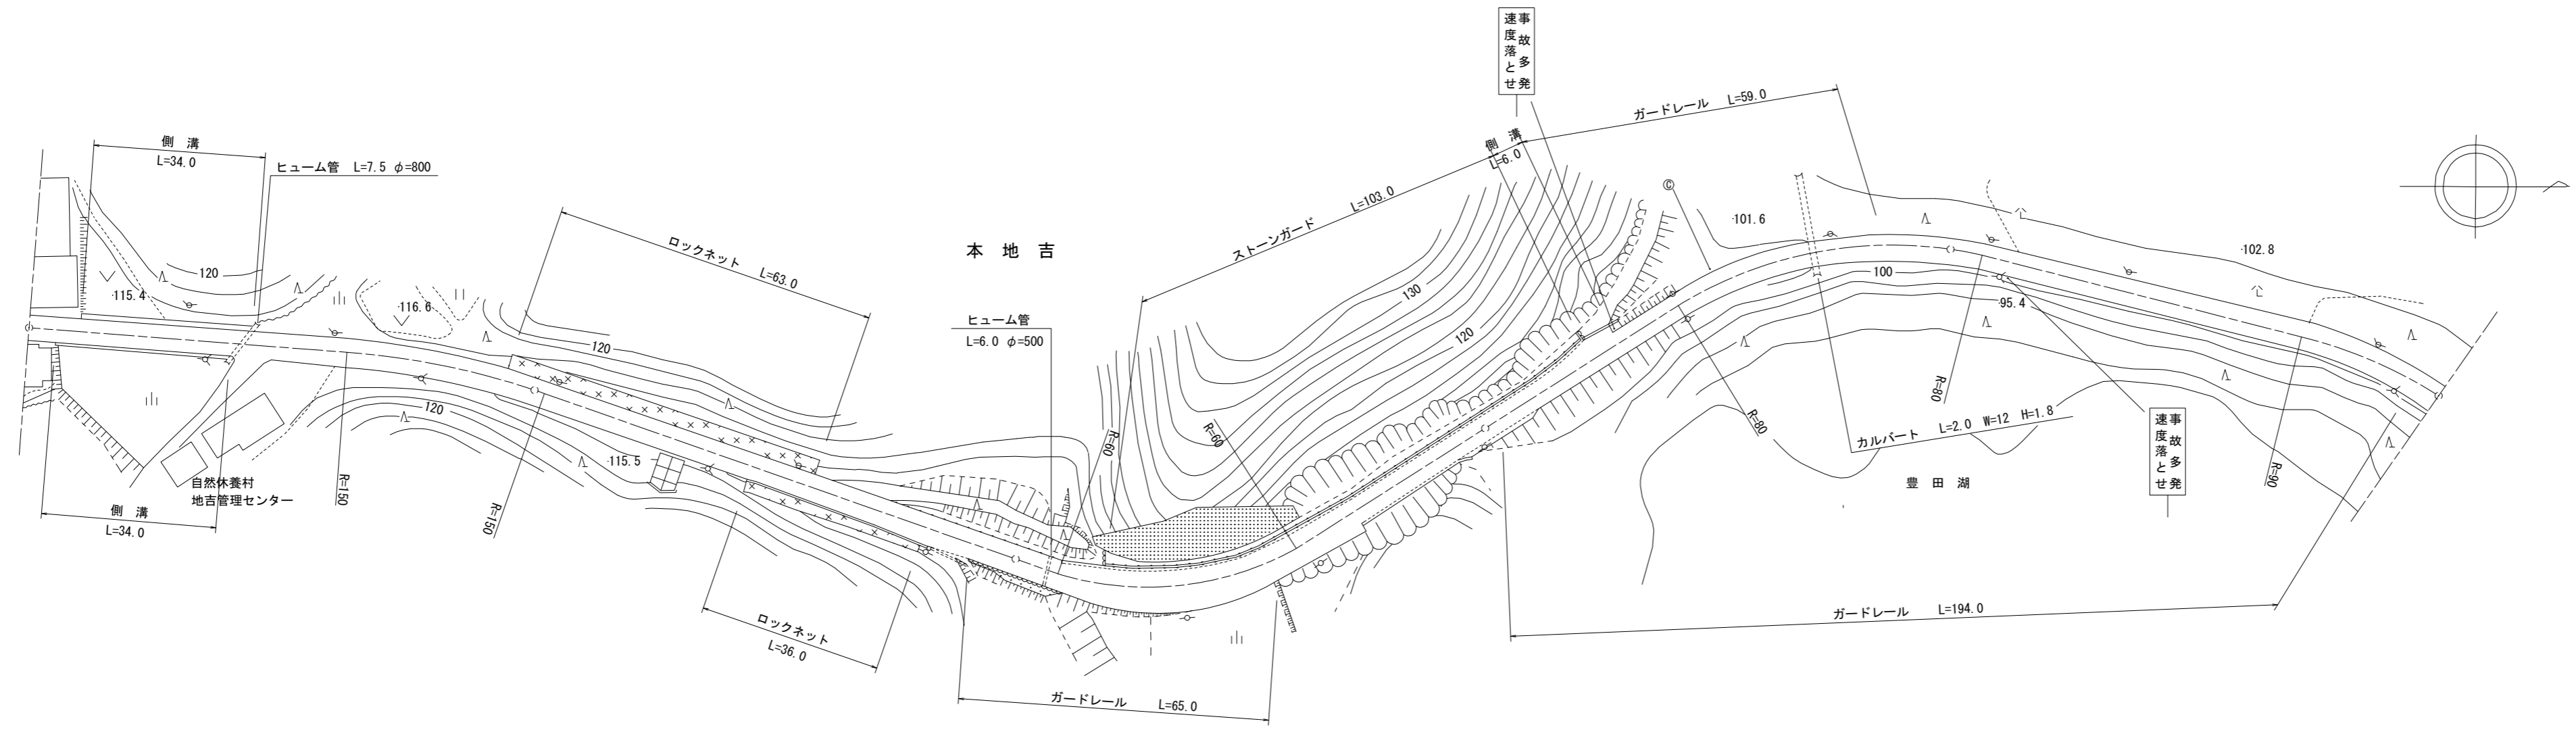 事故多発
速度落とせ
ガードレール L=59.0
側溝
L=6.0
側溝
L=34.0
ヒューム管 L=7.5 φ=800
ストーンガード L=103.0
©
ロックネット L=63.0
本地吉
·101.6
·102.8
120
·115.4
·116.6
130
100
·95.4
ヒューム管
L=6.0 φ=500
120
120
120
R=80
R=80
カルバート L=2.0 W=12 H=1.8
事故多発
速度落とせ
R=60
R=60
·115.5
自然休養村
地吉管理センター
R=150
R=150
R=90
豊田湖
側溝
L=34.0
ロックネット
L=36.0
ガードレール L=194.0
ガードレール L=65.0